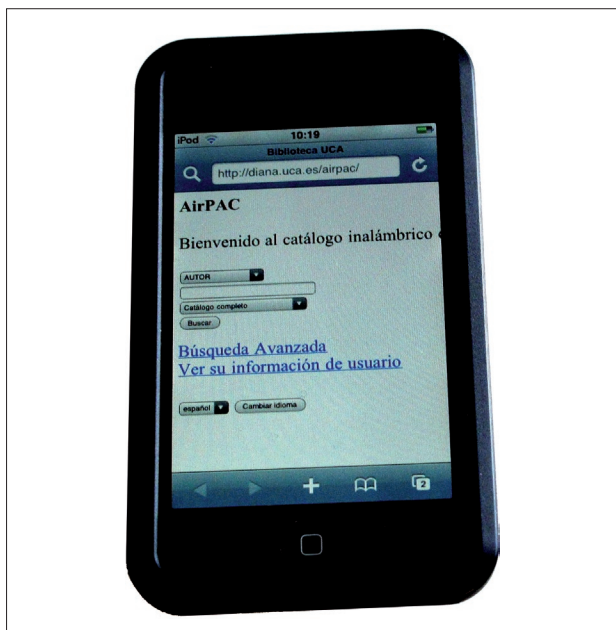 iPod 10:19
Biblioteca UCA
http://diana.uca.es/airpac/
AirPAC
Bienvenido al catálogo inalámbrico
AUTOR
Catálogo completo
Buscar
Búsqueda Avanzada
Ver su información de usuario
español Cambiar idioma
2